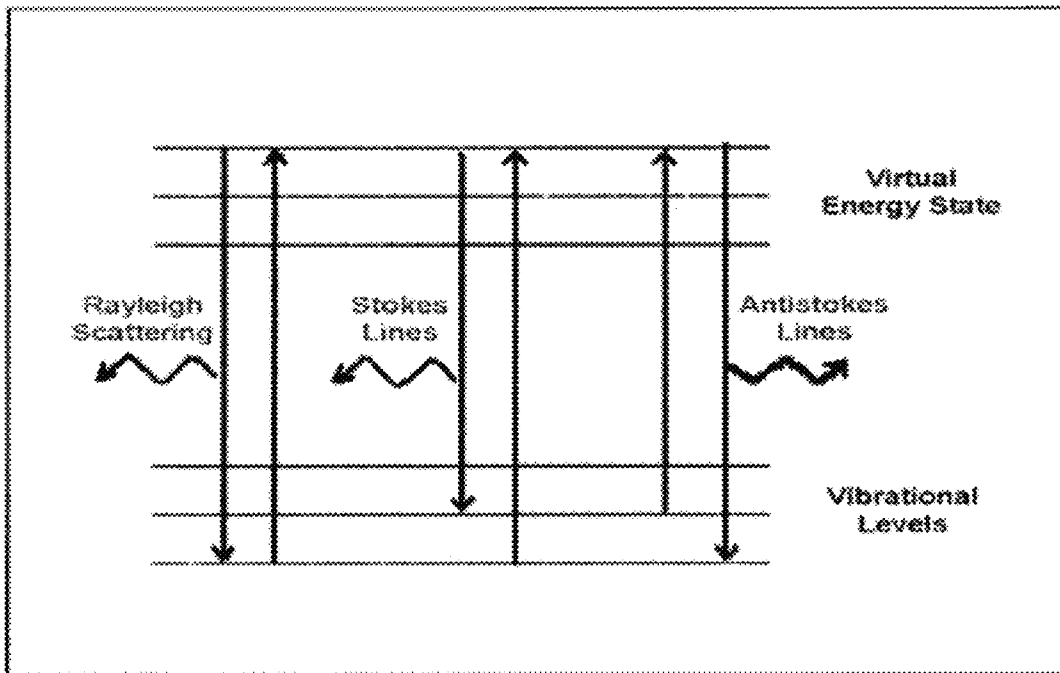 Virtual
Energy State
Rayleigh
Scattering
Stokes
Lines
Antistokes
Lines
Vibrational
Levels